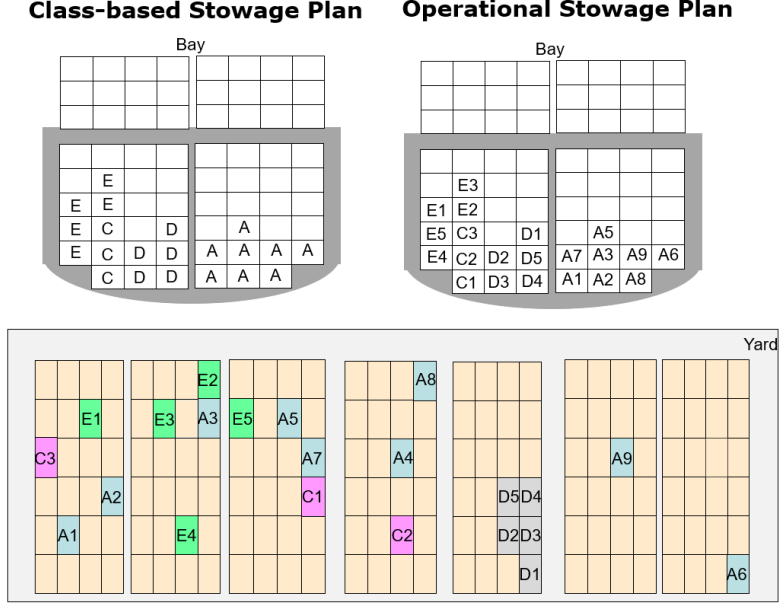 Class-based Stowage Plan
Operational Stowage Plan
Bay
Bay
E
E E
E C D
E C D D
C D D
A
A A A A
A A A
E3
E1 E2
E5 C3 D1
E4 C2 D2 D5
C1 D3 D4
A5
A7 A3 A9 A6
A1 A2 A8
Yard
E2 A8
E1 E3 A3 E5 A5
C3 A7 A4 A9
A2 C1 D5 D4
A1 E4 C2 D2 D3
D1 A6